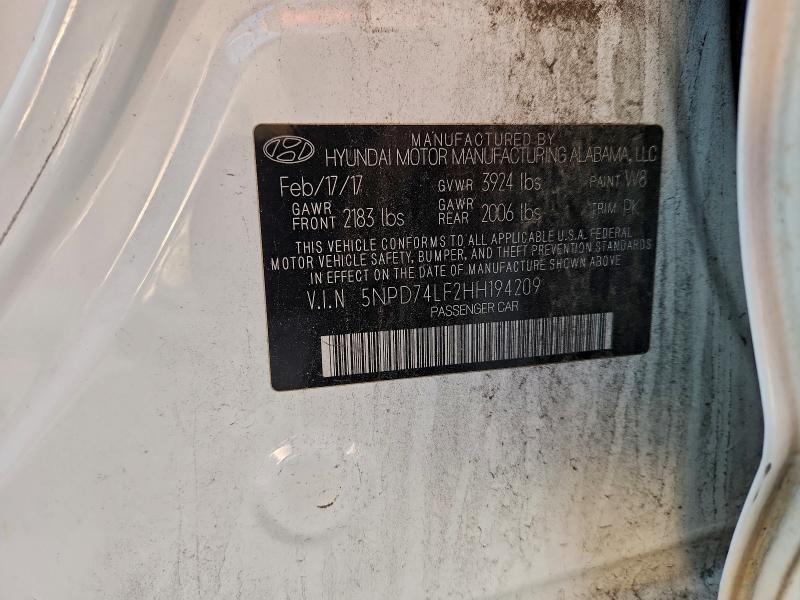 MANUFACTURED BY
HYUNDAI MOTOR MANUFACTURING ALABAMA, LLC
Feb/17/17 GVWR 3924 lbs PAINT W8
GAWR FRONT 2183 lbs GAWR REAR 2006 lbs TRIM PK
THIS VEHICLE CONFORMS TO ALL APPLICABLE U.S.A. FEDERAL
MOTOR VEHICLE SAFETY, BUMPER, AND THEFT PREVENTION STANDARDS
IN EFFECT ON THE DATE OF MANUFACTURE SHOWN ABOVE
V.I.N 5NPD74LF2HH194209
PASSENGER CAR